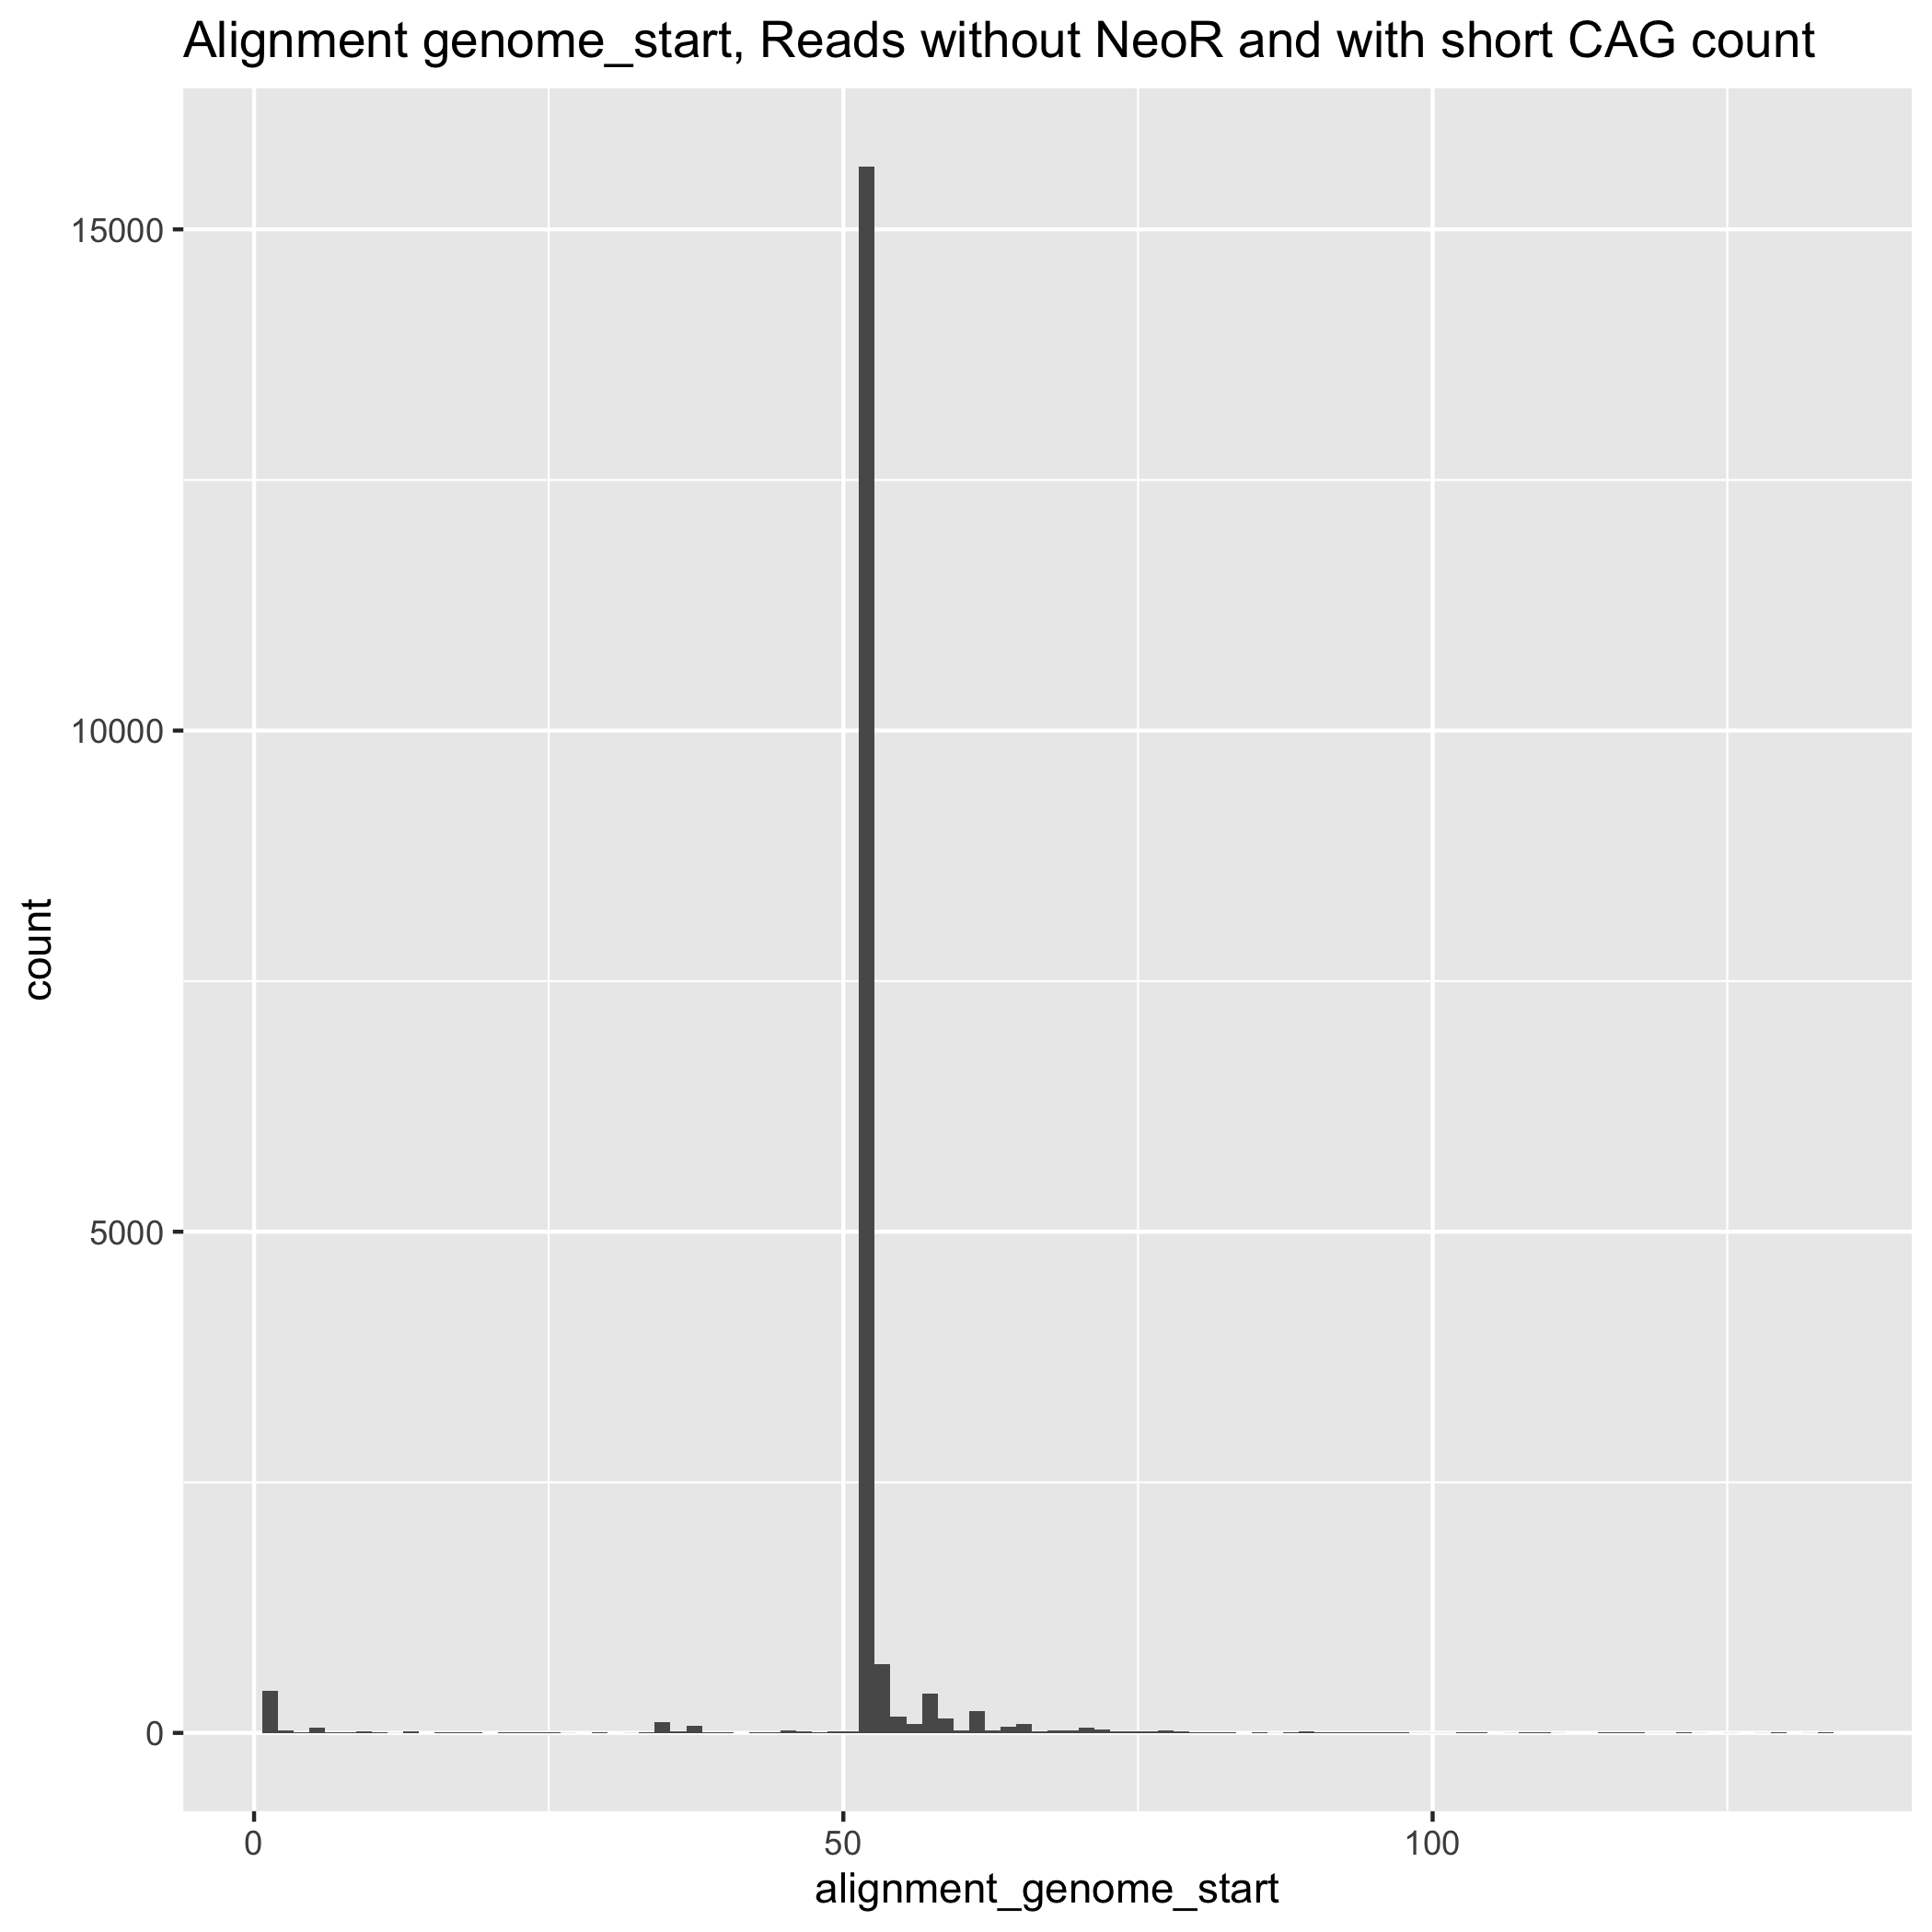 Alignment genome_start, Reads without NeoR and with short CAG count
15000
10000
5000
0
count
0 50 100
alignment_genome_start